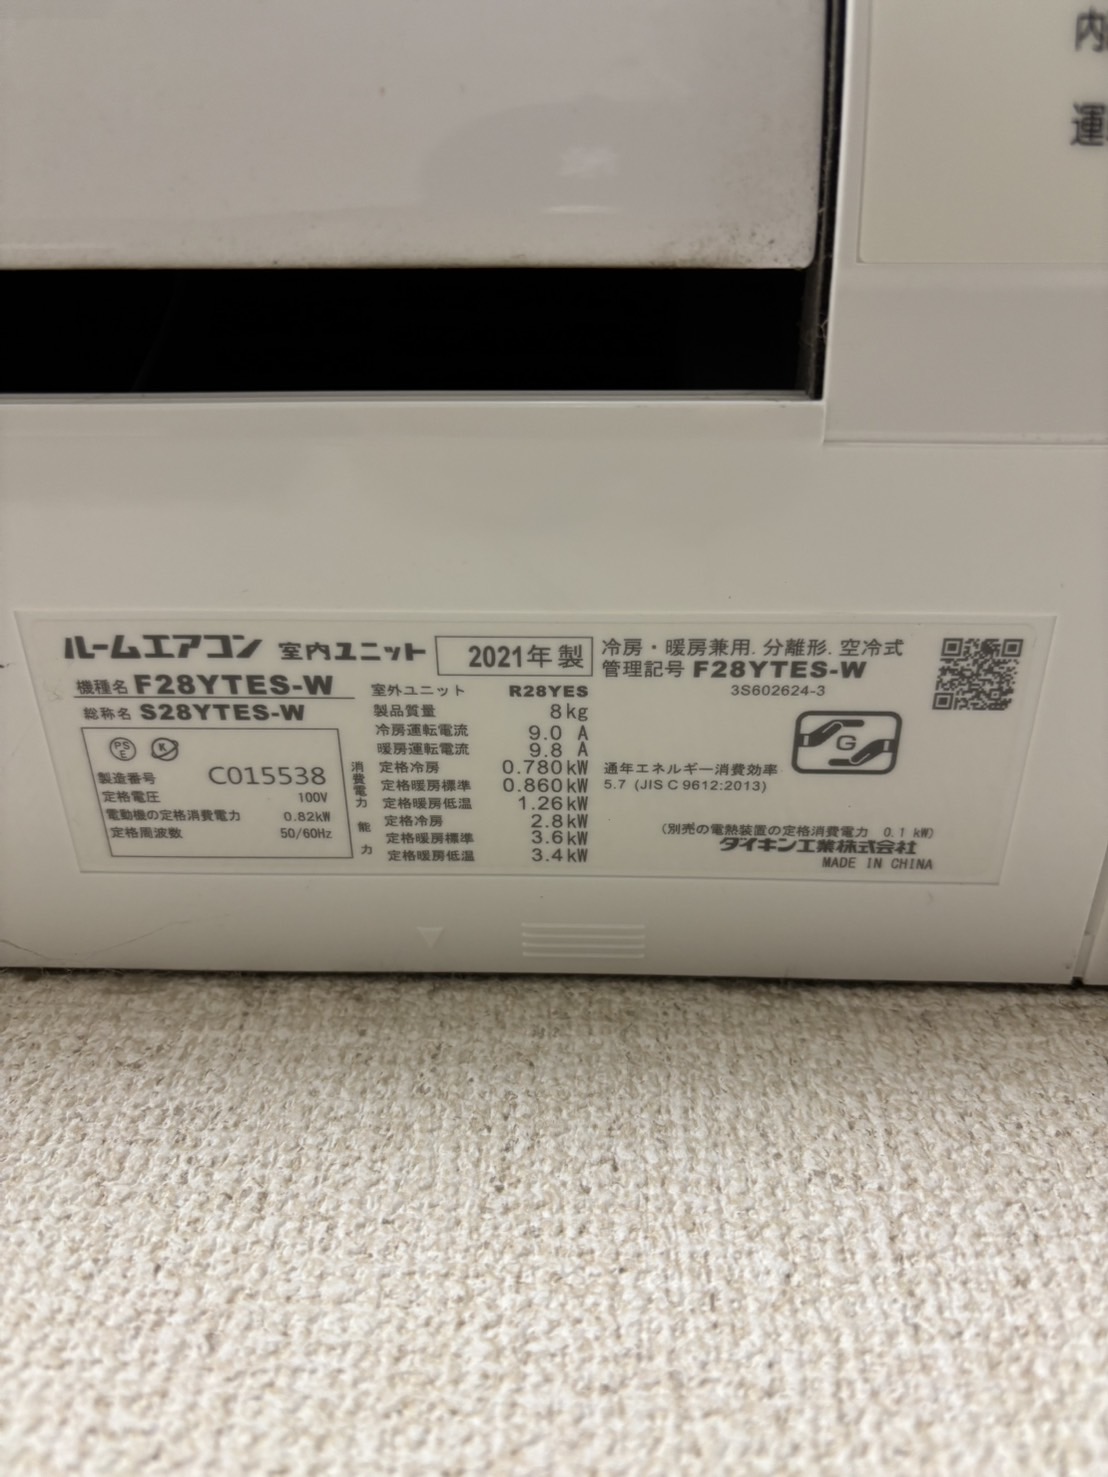 内
運
ルームエアコン 室内ユニット 2021年 製
機種名 F28YTES-W
総称名 S28YTES-W
PS E
K
製造番号 C015538
定格電圧 100V
電動機の定格消費電力 0.82kW
定格周波数 50/60Hz
室外ユニット R28YES
製品質量 8kg
冷房運転電流 9.0 A
暖房運転電流 9.8 A
消費電力 定格冷房 0.780kW
定格暖房標準 0.860kW
定格暖房低温 1.26kW
能力 定格冷房 2.8kW
定格暖房標準 3.6kW
定格暖房低温 3.4kW
冷房・暖房兼用. 分離形. 空冷式
管理記号 F28YTES-W
3S602624-3
G
通年エネルギー消費効率
5.7 (JIS C 9612:2013)
(別売の電熱装置の定格消費電力 0.1 kW)
ダイキン工業株式会社
MADE IN CHINA